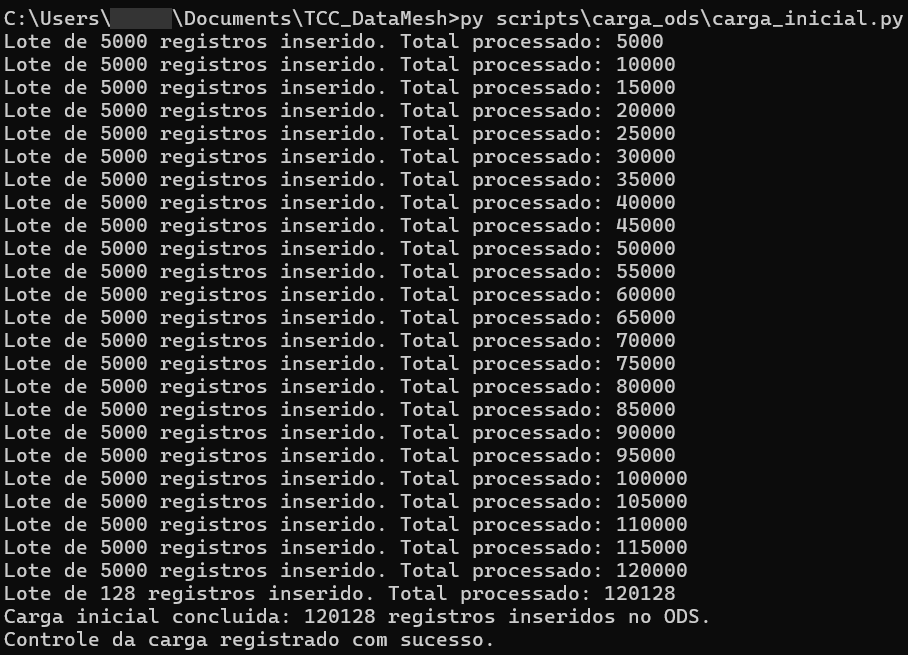 C:\Users\ \Documents\TCC_DataMesh>py scripts\carga_ods\carga_inicial.py
Lote de 5000 registros inserido. Total processado: 5000
Lote de 5000 registros inserido. Total processado: 10000
Lote de 5000 registros inserido. Total processado: 15000
Lote de 5000 registros inserido. Total processado: 20000
Lote de 5000 registros inserido. Total processado: 25000
Lote de 5000 registros inserido. Total processado: 30000
Lote de 5000 registros inserido. Total processado: 35000
Lote de 5000 registros inserido. Total processado: 40000
Lote de 5000 registros inserido. Total processado: 45000
Lote de 5000 registros inserido. Total processado: 50000
Lote de 5000 registros inserido. Total processado: 55000
Lote de 5000 registros inserido. Total processado: 60000
Lote de 5000 registros inserido. Total processado: 65000
Lote de 5000 registros inserido. Total processado: 70000
Lote de 5000 registros inserido. Total processado: 75000
Lote de 5000 registros inserido. Total processado: 80000
Lote de 5000 registros inserido. Total processado: 85000
Lote de 5000 registros inserido. Total processado: 90000
Lote de 5000 registros inserido. Total processado: 95000
Lote de 5000 registros inserido. Total processado: 100000
Lote de 5000 registros inserido. Total processado: 105000
Lote de 5000 registros inserido. Total processado: 110000
Lote de 5000 registros inserido. Total processado: 115000
Lote de 5000 registros inserido. Total processado: 120000
Lote de 128 registros inserido. Total processado: 120128
Carga inicial concluida: 120128 registros inseridos no ODS.
Controle da carga registrado com sucesso.